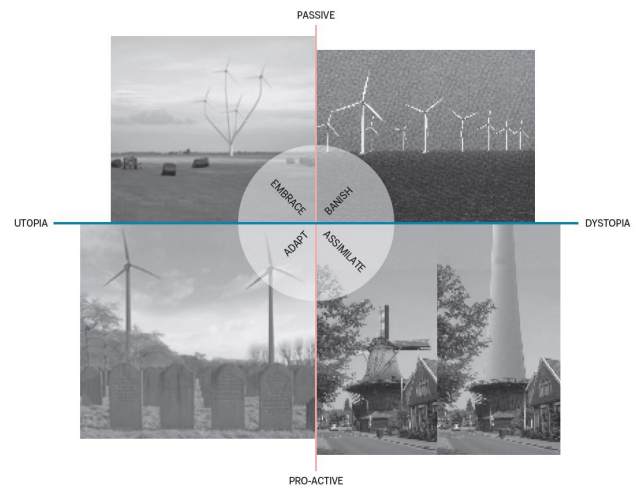 PASSIVE
EMBRACE
BANISH
UTOPIA
DYSTOPIA
ADAPT
ASSIMILATE
PRO-ACTIVE